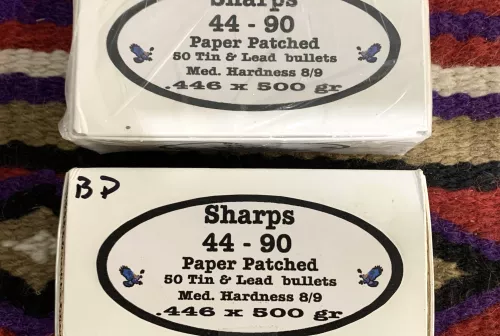 Sharps
44 - 90
Paper Patched
50 Tin & Lead bullets
Med. Hardness 8/9
.446 x 500 gr
BP
Sharps
44 - 90
Paper Patched
50 Tin & Lead bullets
Med. Hardness 8/9
.446 x 500 gr